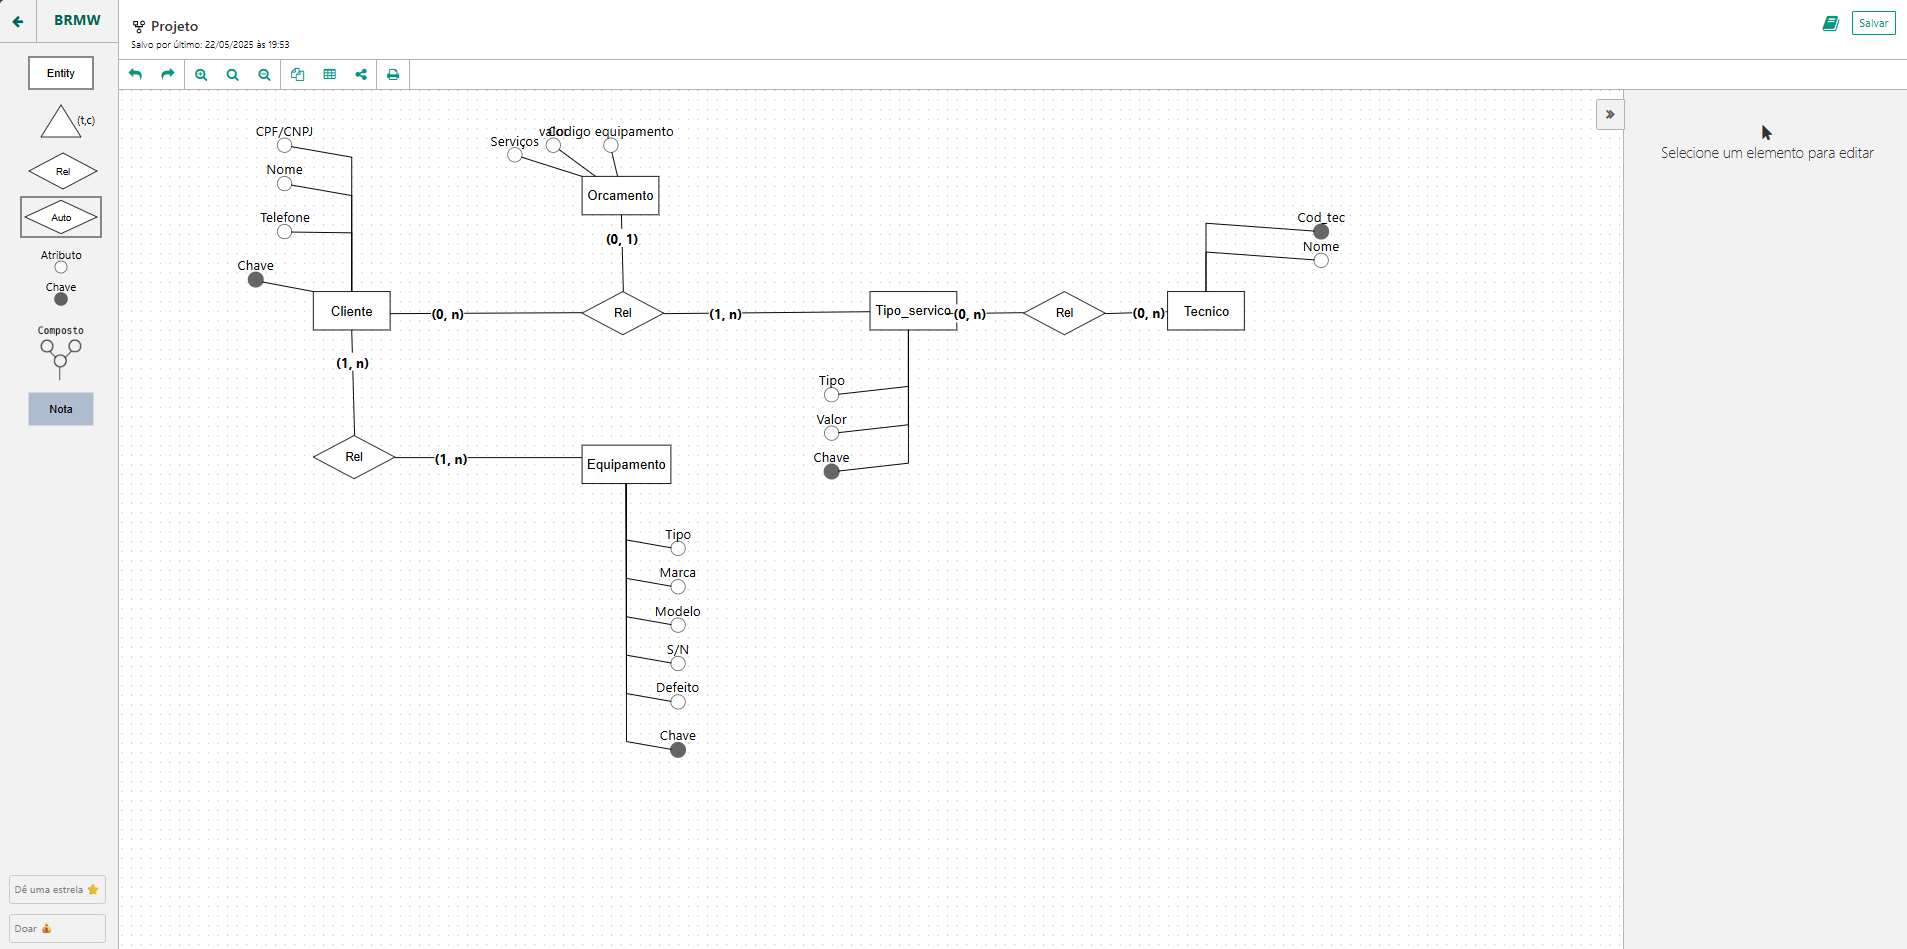 BRMW
Projeto
Salvo por último: 22/05/2025 às 19:53
Salvar
Entity
(t,c)
Rel
Auto
Atributo
Chave
Composto
Nota
Dê uma estrela
Doar
Selecione um elemento para editar
CPF/CNPJ
Nome
Telefone
Chave
Cliente
(0, n)
(1, n)
Serviços
valor
Codigo equipamento
Orcamento
(0, 1)
Rel
(1, n)
Tipo_servico
(0, n)
Rel
(0, n)
Tecnico
Cod_tec
Nome
Tipo
Valor
Chave
Rel
(1, n)
Equipamento
Tipo
Marca
Modelo
S/N
Defeito
Chave